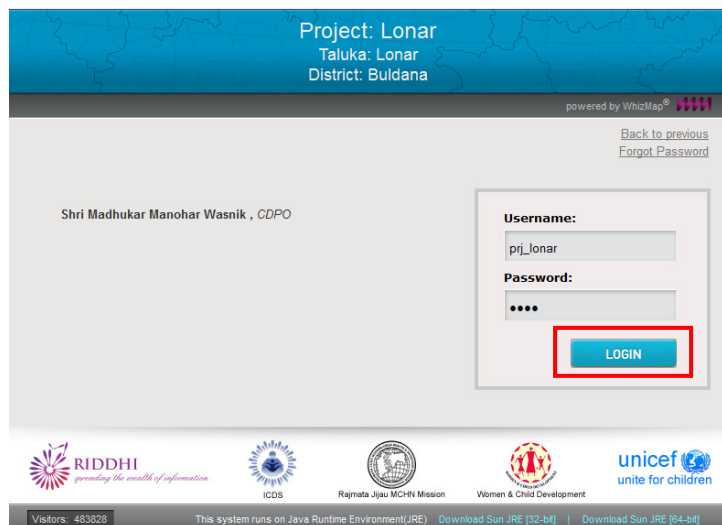 Project: Lonar
Taluka: Lonar
District: Buldana
powered by WhizMap®
Back to previous
Forgot Password
Shri Madhukar Manohar Wasnik , CDPO
Username:
prj_lonar
Password:
••••
LOGIN
RIDDHI
spreading the wealth of information
ICDS
Rajmata Jijau MCHN Mission
Women & Child Development
unicef
unite for children
Visitors: 483828
This system runs on Java Runtime Environment(JRE) Download Sun JRE [32-bit] | Download Sun JRE [64-bit]